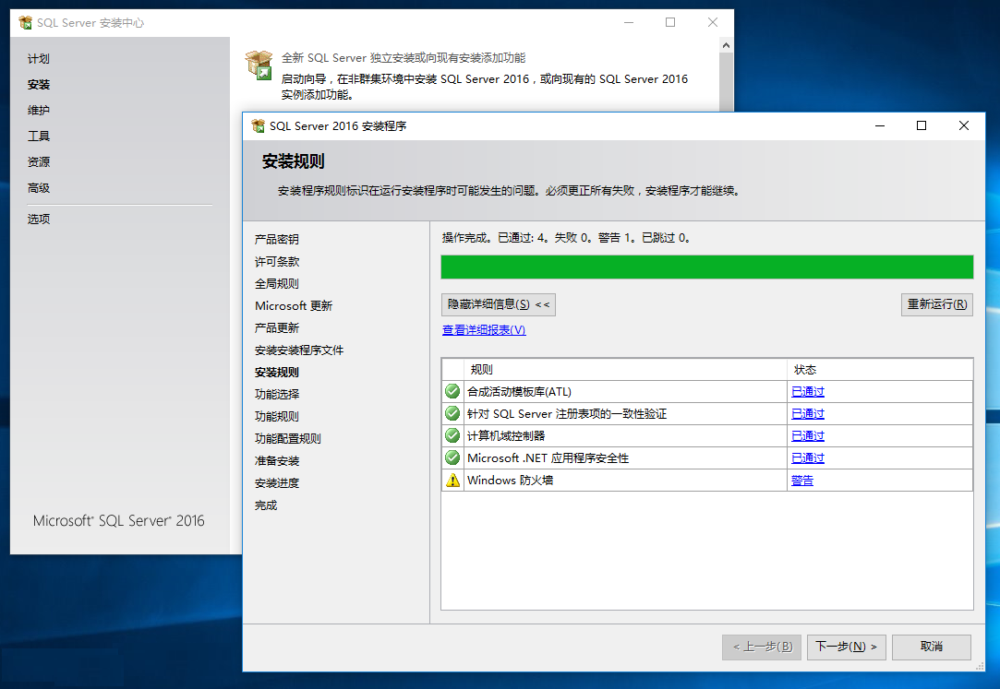 SQL Server 安装中心
计划
安装
维护
工具
资源
高级
选项
Microsoft® SQL Server® 2016
全新 SQL Server 独立安装或向现有安装添加功能
启动向导，在非群集环境中安装 SQL Server 2016，或向现有的 SQL Server 2016
实例添加功能。
SQL Server 2016 安装程序
安装规则
安装程序规则标识在运行安装程序时可能发生的问题。必须更正所有失败，安装程序才能继续。
产品密钥
许可条款
全局规则
Microsoft 更新
产品更新
安装安装程序文件
安装规则
功能选择
功能规则
功能配置规则
准备安装
安装进度
完成
操作完成。已通过: 4。失败 0。警告 1。已跳过 0。
隐藏详细信息(S) <<
重新运行(R)
查看详细报表(V)
规则 状态
合成活动模板库(ATL) 已通过
针对 SQL Server 注册表项的一致性验证 已通过
计算机域控制器 已通过
Microsoft .NET 应用程序安全性 已通过
Windows 防火墙 警告
< 上一步(B) 下一步(N) > 取消